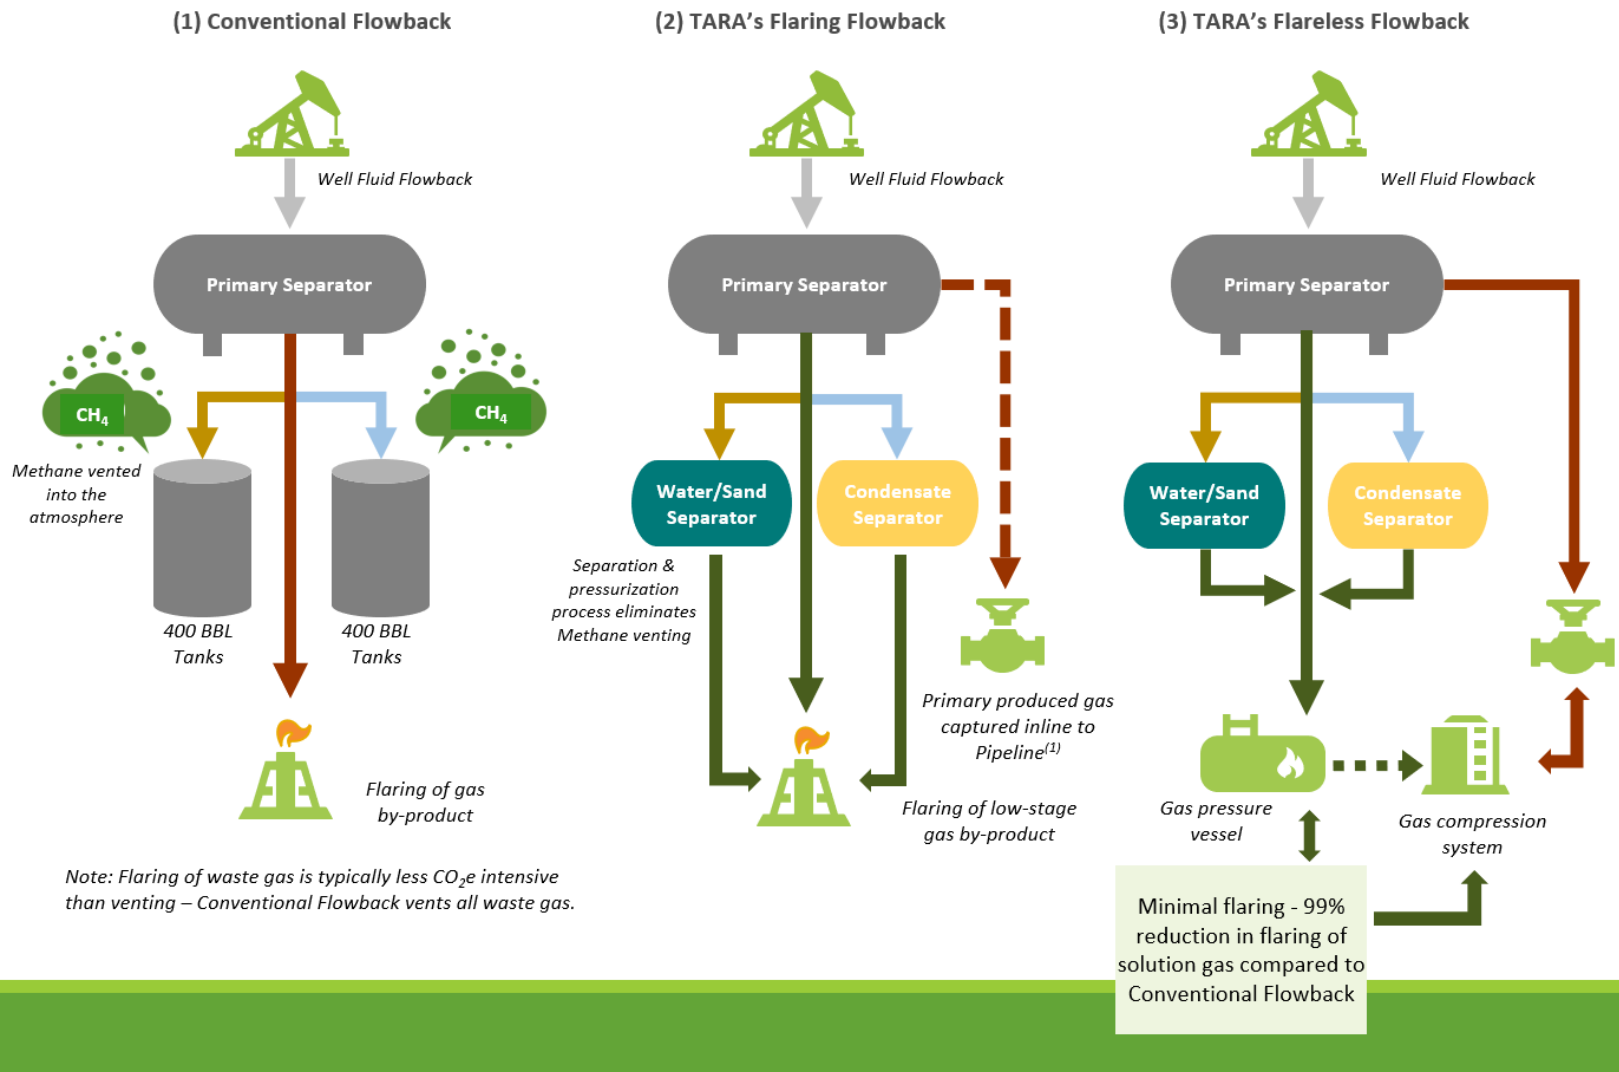 (1) Conventional Flowback
Well Fluid Flowback
Primary Separator
CH4
CH4
Methane vented
into the
atmosphere
400 BBL
Tanks
400 BBL
Tanks
Flaring of gas
by-product
Note: Flaring of waste gas is typically less CO2e intensive
than venting – Conventional Flowback vents all waste gas.
(2) TARA's Flaring Flowback
Well Fluid Flowback
Primary Separator
Water/Sand
Separator
Condensate
Separator
Separation &
pressurization
process eliminates
Methane venting
Primary produced gas
captured inline to
Pipeline(1)
Flaring of low-stage
gas by-product
(3) TARA's Flareless Flowback
Well Fluid Flowback
Primary Separator
Water/Sand
Separator
Condensate
Separator
Gas pressure
vessel
Gas compression
system
Minimal flaring - 99%
reduction in flaring of
solution gas compared to
Conventional Flowback